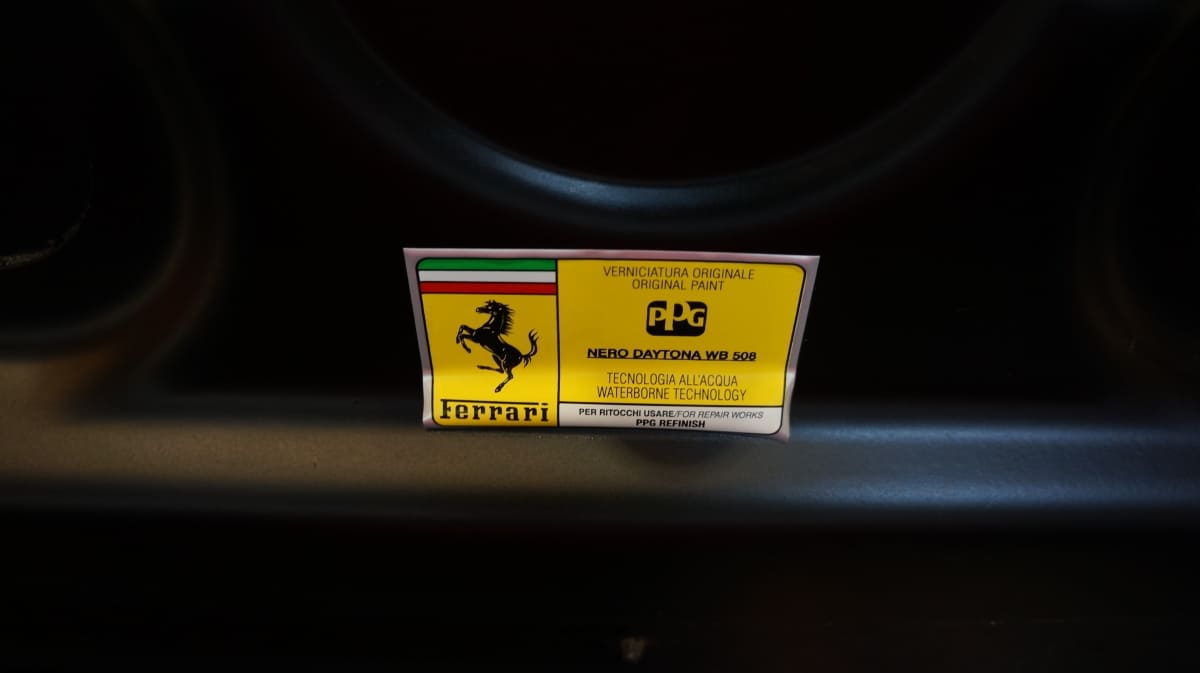 VERNICIATURA ORIGINALE
ORIGINAL PAINT
PPG
NERO DAYTONA WB 508
TECNOLOGIA ALL'ACQUA
WATERBORNE TECHNOLOGY
Ferrari
PER RITOCCHI USARE/FOR REPAIR WORKS
PPG REFINISH